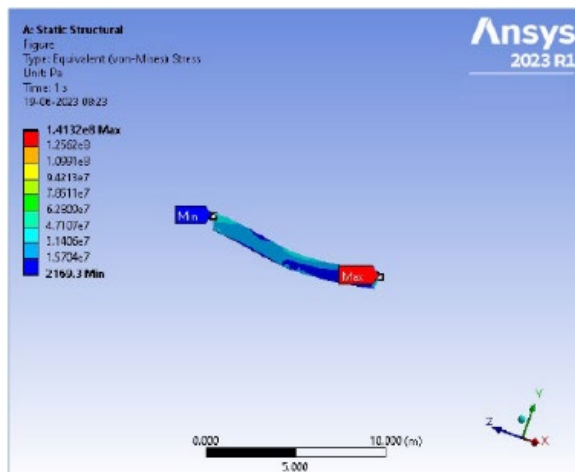 A: Static Structural
Figure
Type: Equivalent (von-Mises) Stress
Unit: Pa
Time: 1 s
19-06-2023 08:23
1.4132e8 Max
1.2562e8
1.0991e8
9.4213e7
7.8511e7
6.2809e7
4.7107e7
3.1406e7
1.5704e7
2169.3 Min
Ansys
2023 R1
Min
Max
0.000
10.000 (m)
5.000
Y
Z
X